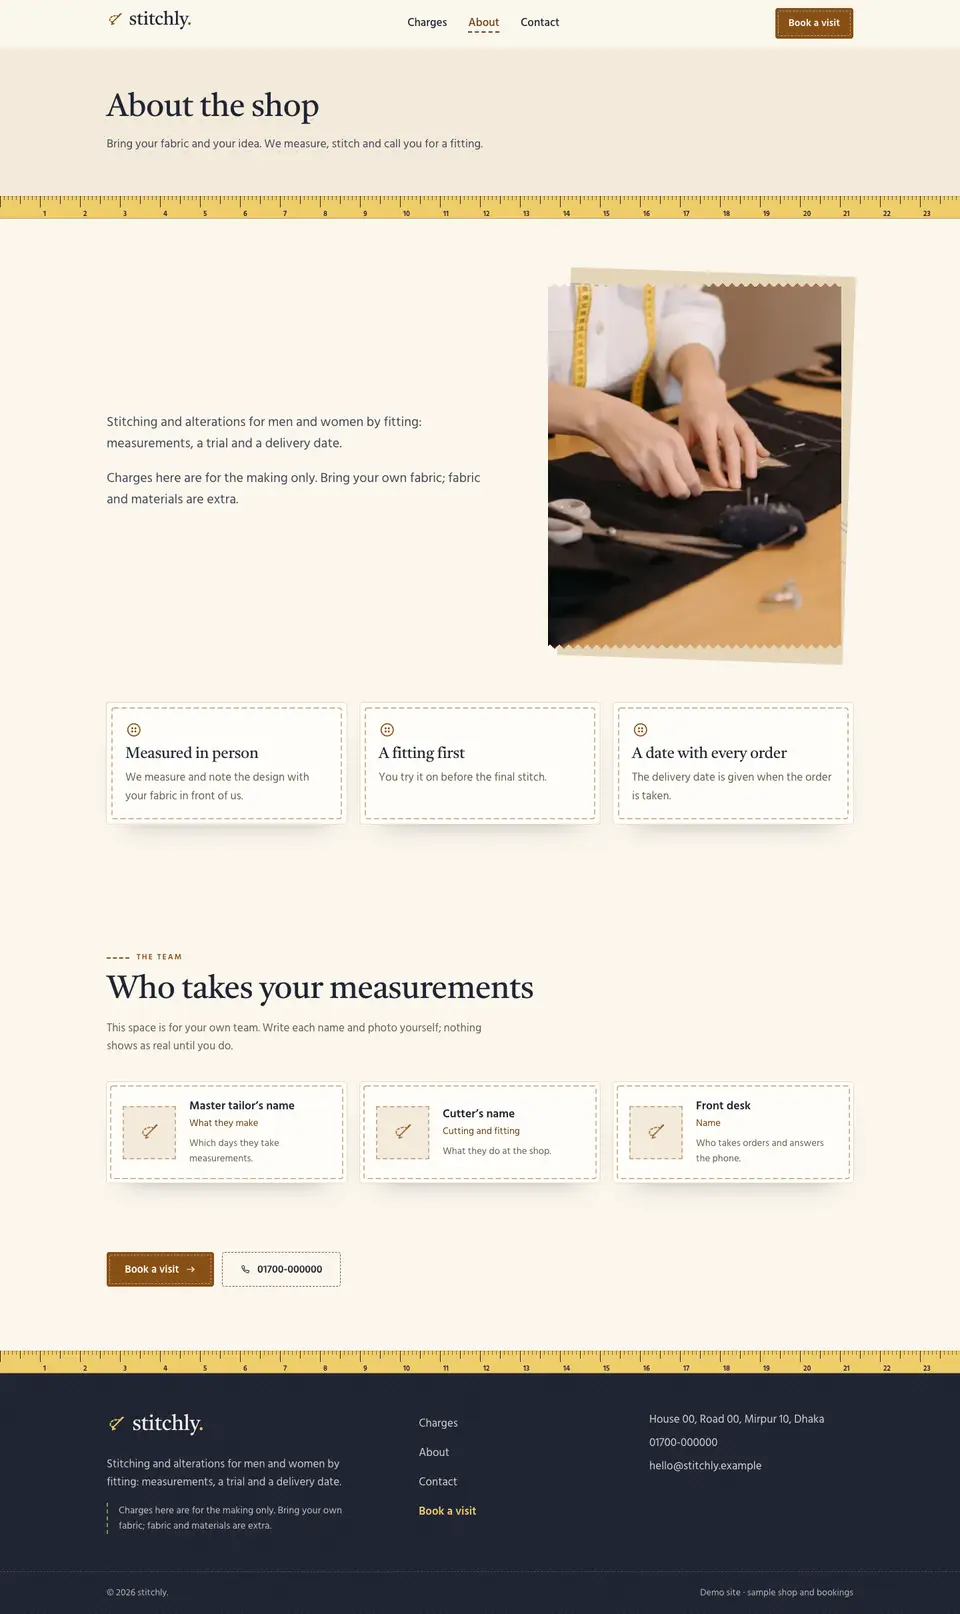 stitchly.
Charges
About
Contact
Book a visit
About the shop
Bring your fabric and your idea. We measure, stitch and call you for a fitting.
1 2 3 4 5 6 7 8 9 10 11 12 13 14 15 16 17 18 19 20 21 22 23
Stitching and alterations for men and women by fitting:
measurements, a trial and a delivery date.
Charges here are for the making only. Bring your own fabric; fabric
and materials are extra.
Measured in person
We measure and note the design with
your fabric in front of us.
A fitting first
You try it on before the final stitch.
A date with every order
The delivery date is given when the order
is taken.
THE TEAM
Who takes your measurements
This space is for your own team. Write each name and photo yourself; nothing
shows as real until you do.
Master tailor’s name
What they make
Which days they take
measurements.
Cutter’s name
Cutting and fitting
What they do at the shop.
Front desk
Name
Who takes orders and answers
the phone.
Book a visit →
01700-000000
1 2 3 4 5 6 7 8 9 10 11 12 13 14 15 16 17 18 19 20 21 22 23
stitchly.
Stitching and alterations for men and women by
fitting: measurements, a trial and a delivery date.
Charges here are for the making only. Bring your own
fabric; fabric and materials are extra.
Charges
About
Contact
Book a visit
House 00, Road 00, Mirpur 10, Dhaka
01700-000000
hello@stitchly.example
© 2026 stitchly.
Demo site · sample shop and bookings